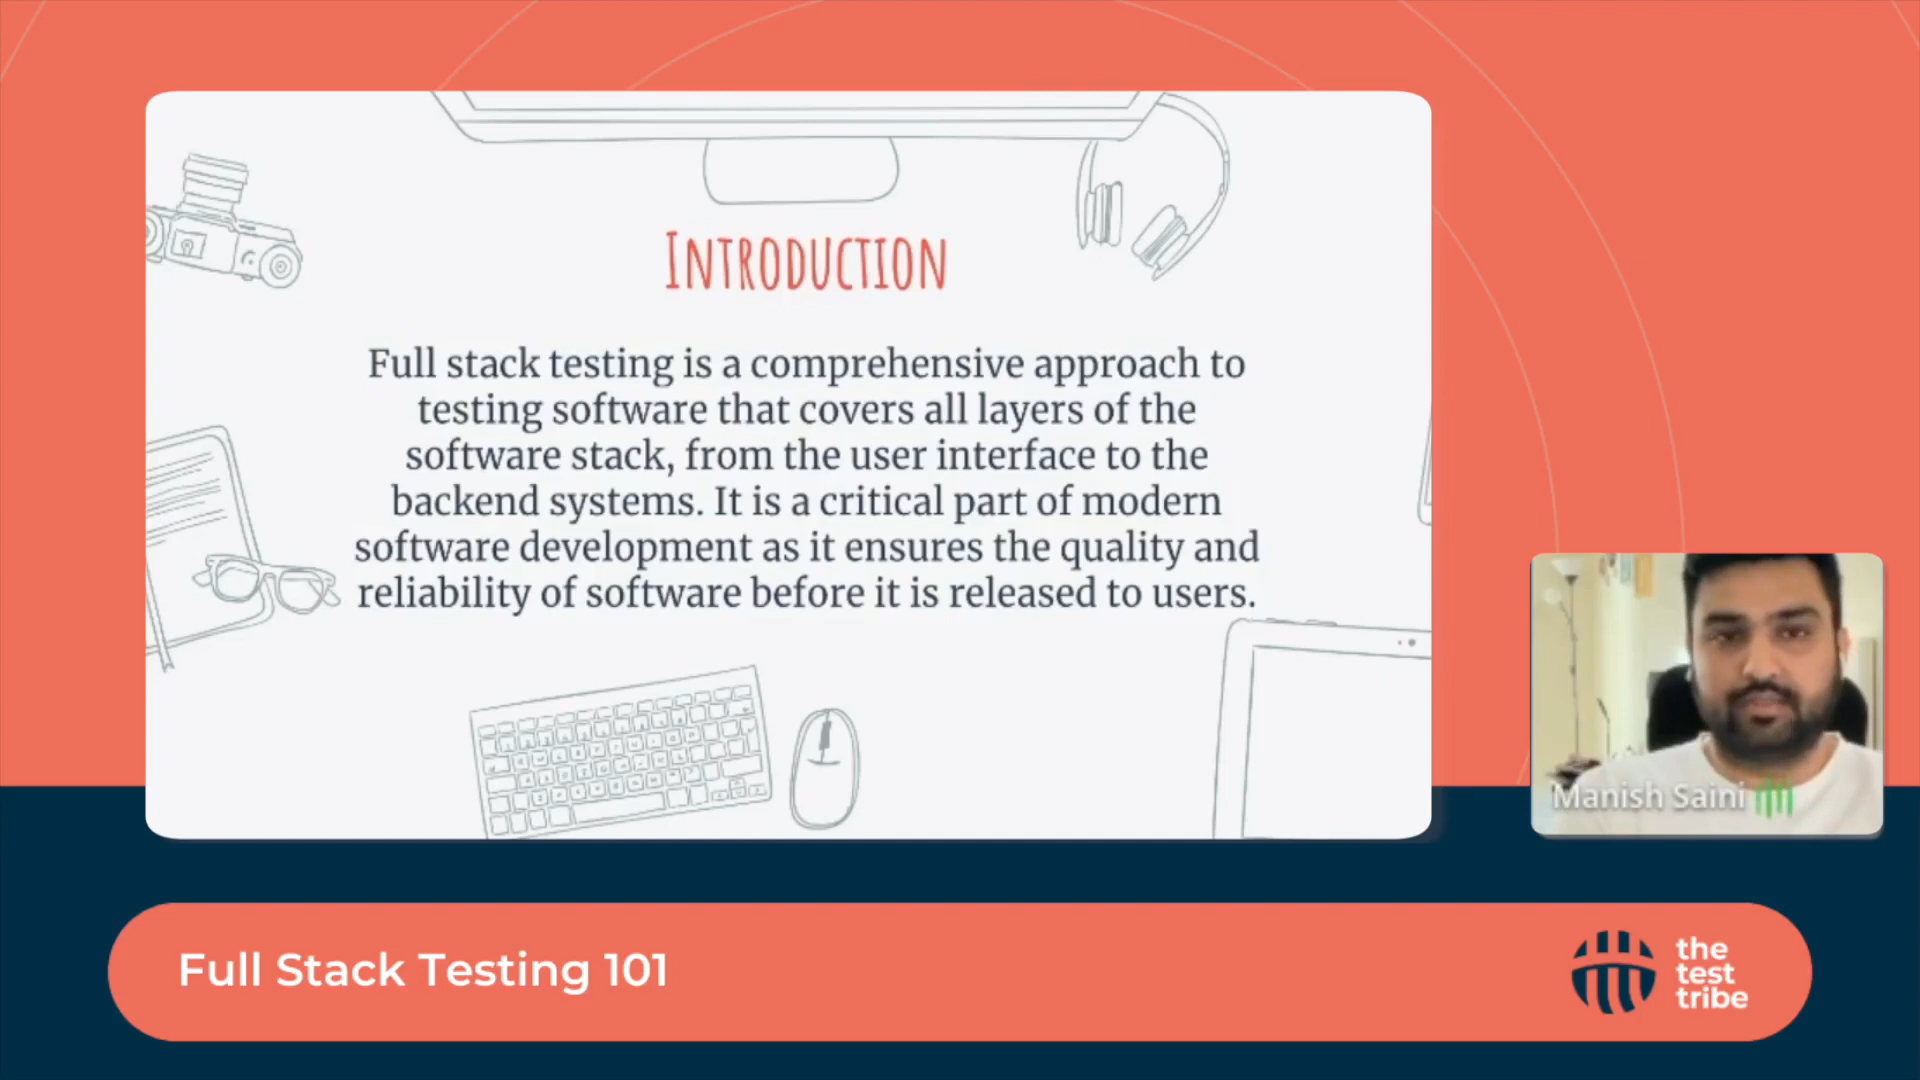 Introduction
Full stack testing is a comprehensive approach to
testing software that covers all layers of the
software stack, from the user interface to the
backend systems. It is a critical part of modern
software development as it ensures the quality and
reliability of software before it is released to users.
Manish Saini
Full Stack Testing 101
the
test
tribe